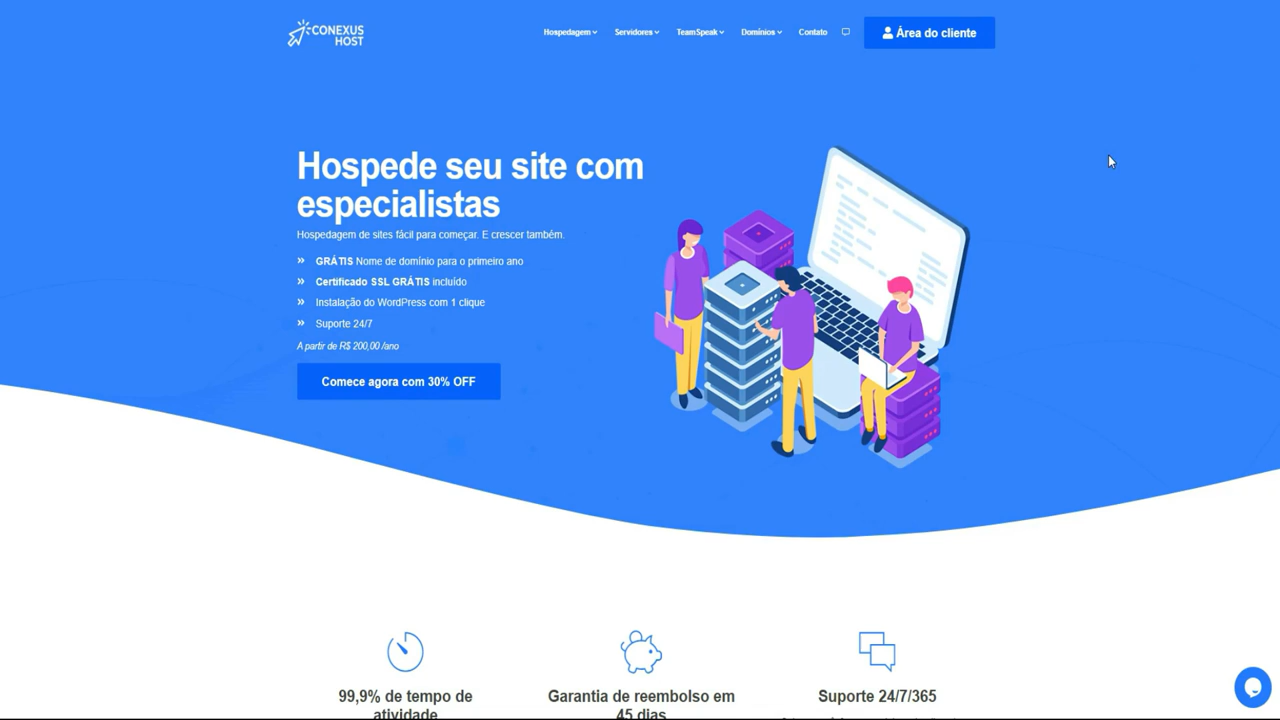 CONEXUS
HOST
Hospedagem
Servidores
TeamSpeak
Domínios
Contato
Área do cliente
Hospede seu site com
especialistas
Hospedagem de sites fácil para começar. E crescer também.
GRÁTIS Nome de domínio para o primeiro ano
Certificado SSL GRÁTIS incluído
Instalação do WordPress com 1 clique
Suporte 24/7
A partir de R$ 200,00 /ano
Comece agora com 30% OFF
99,9% de tempo de
atividade
Garantia de reembolso em
45 dias
Suporte 24/7/365